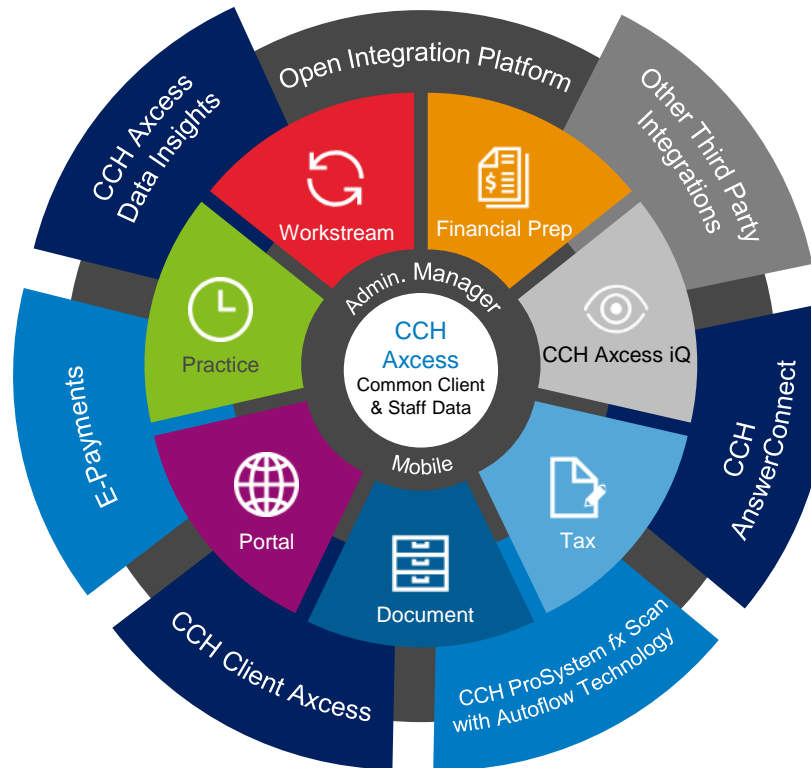 Open Integration Platform
CCH Axcess
Data Insights
Other Third Party
Integrations
Workstream
Financial Prep
Admin. Manager
Practice
CCH
Axcess
Common Client
& Staff Data
CCH Axcess iQ
E-Payments
CCH
AnswerConnect
Mobile
Portal
Tax
Document
CCH Client Axcess
CCH ProSystem fx Scan
with Autoflow Technology
$